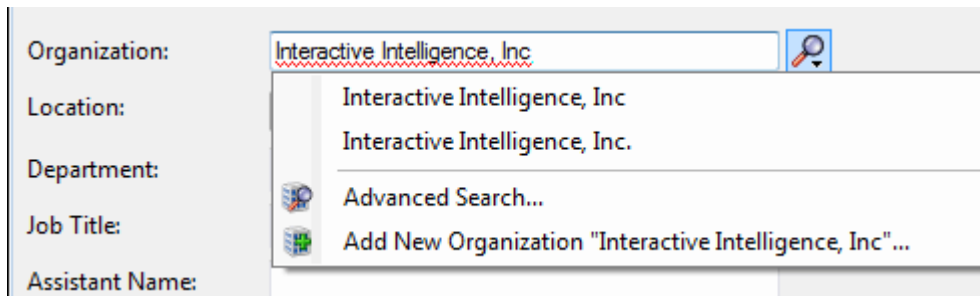 Organization: Interactive Intelligence, Inc
Interactive Intelligence, Inc
Location:
Interactive Intelligence, Inc.
Department:
Advanced Search...
Job Title:
Add New Organization "Interactive Intelligence, Inc"...
Assistant Name: